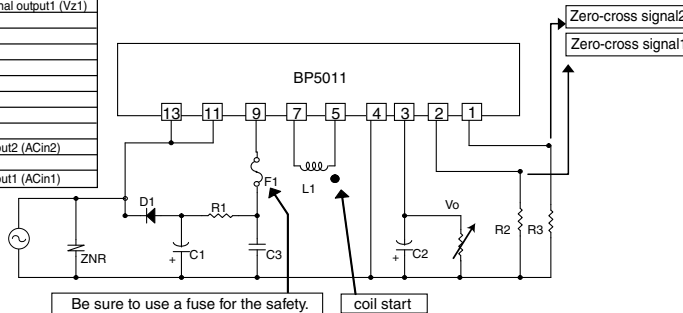 nal output1 (Vz1)
put2 (ACin2)
put1 (ACin1)
Zero-cross signal2
Zero-cross signal1
BP5011
13 11 9 7 5 4 3 2 1
F1
L1
D1
R1
Vo
R2 R3
ZNR
+ C1
C3
+ C2
Be sure to use a fuse for the safety.
coil start